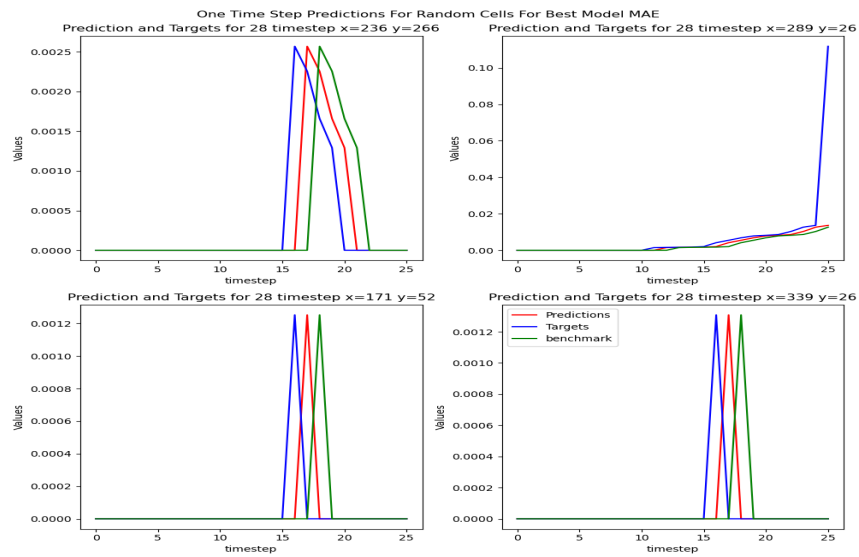 One Time Step Predictions For Random Cells For Best Model MAE
Prediction and Targets for 28 timestep x=236 y=266
0.0025
0.0020
0.0015
0.0010
0.0005
0.0000
Values
0 5 10 15 20 25
timestep
Prediction and Targets for 28 timestep x=289 y=26
0.10
0.08
0.06
0.04
0.02
0.00
Values
0 5 10 15 20 25
timestep
Prediction and Targets for 28 timestep x=171 y=52
0.0012
0.0010
0.0008
0.0006
0.0004
0.0002
0.0000
Values
0 5 10 15 20 25
timestep
Prediction and Targets for 28 timestep x=339 y=26
Predictions
Targets
benchmark
0.0012
0.0010
0.0008
0.0006
0.0004
0.0002
0.0000
Values
0 5 10 15 20 25
timestep